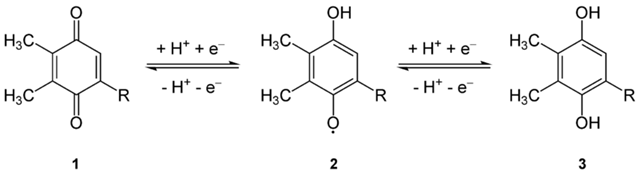 O OH OH
H₃C + H⁺ + e⁻ H₃C + H⁺ + e⁻ H₃C
H₃C R - H⁺ - e⁻ H₃C R - H⁺ - e⁻ H₃C R
O O· OH
1 2 3